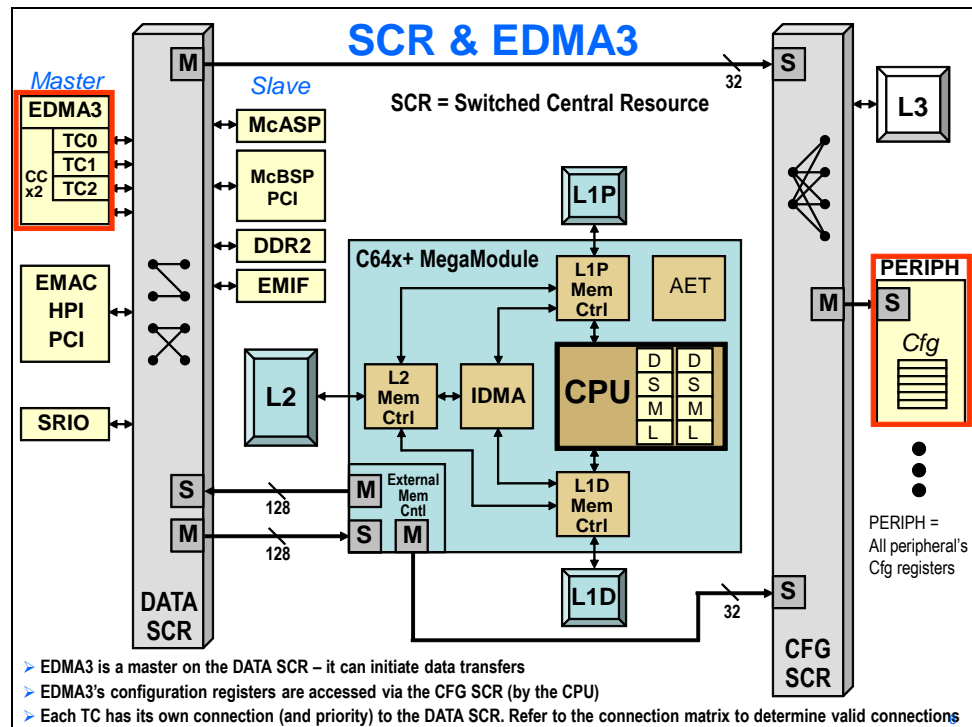 SCR & EDMA3
Master
Slave
SCR = Switched Central Resource
M
32
S
EDMA3
CC
x2
TC0
TC1
TC2
McASP
McBSP
PCI
DDR2
EMIF
EMAC
HPI
PCI
SRIO
L3
L1P
C64x+ MegaModule
L1P
Mem
Ctrl
AET
L2
L2
Mem
Ctrl
IDMA
CPU
D D
S S
M M
L L
L1D
Mem
Ctrl
External
Mem
Cntl
M
S
M
S
128
M
128
L1D
32
S
M
PERIPH
S
Cfg
PERIPH =
All peripheral's
Cfg registers
DATA
SCR
CFG
SCR
➢ EDMA3 is a master on the DATA SCR – it can initiate data transfers
➢ EDMA3's configuration registers are accessed via the CFG SCR (by the CPU)
➢ Each TC has its own connection (and priority) to the DATA SCR. Refer to the connection matrix to determine valid connections